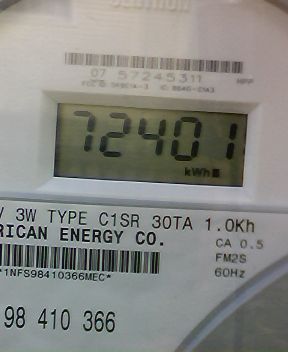 07 57245311
72401
kWh
3W TYPE C1SR 30TA 1.0Kh
RICAN ENERGY CO.
CA 0.5
FM2S
60Hz
*1NFS98410366MEC*
98 410 366